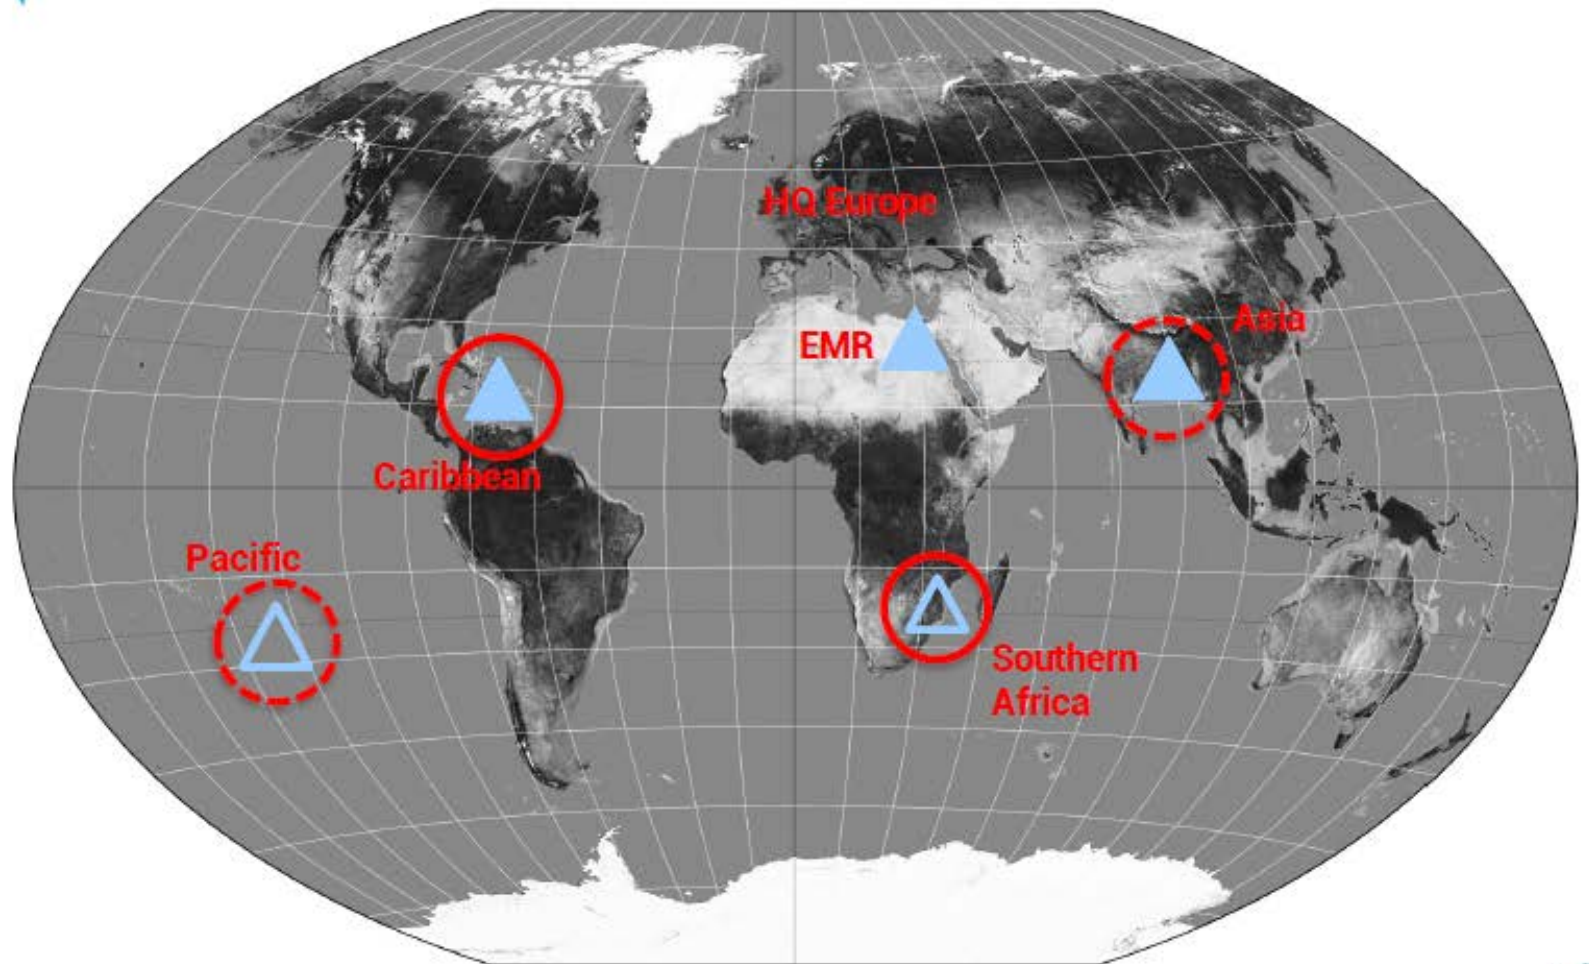 HQ Europe
Asia
EMR
Caribbean
Pacific
Southern
Africa